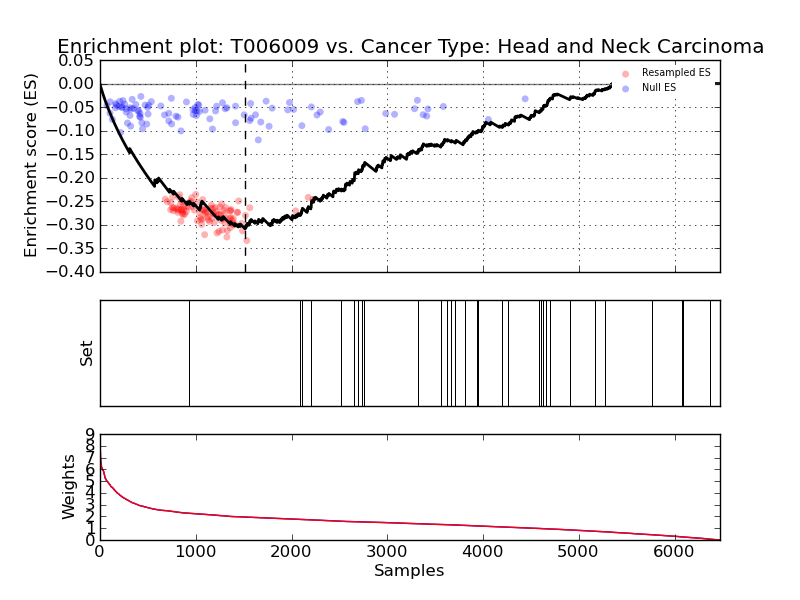 Enrichment plot: T006009 vs. Cancer Type: Head and Neck Carcinoma
Enrichment score (ES)
0.05
0.00
−0.05
−0.10
−0.15
−0.20
−0.25
−0.30
−0.35
−0.40
Resampled ES
Null ES
Set
Weights
9
8
7
6
5
4
3
2
1
0
0 1000 2000 3000 4000 5000 6000
Samples